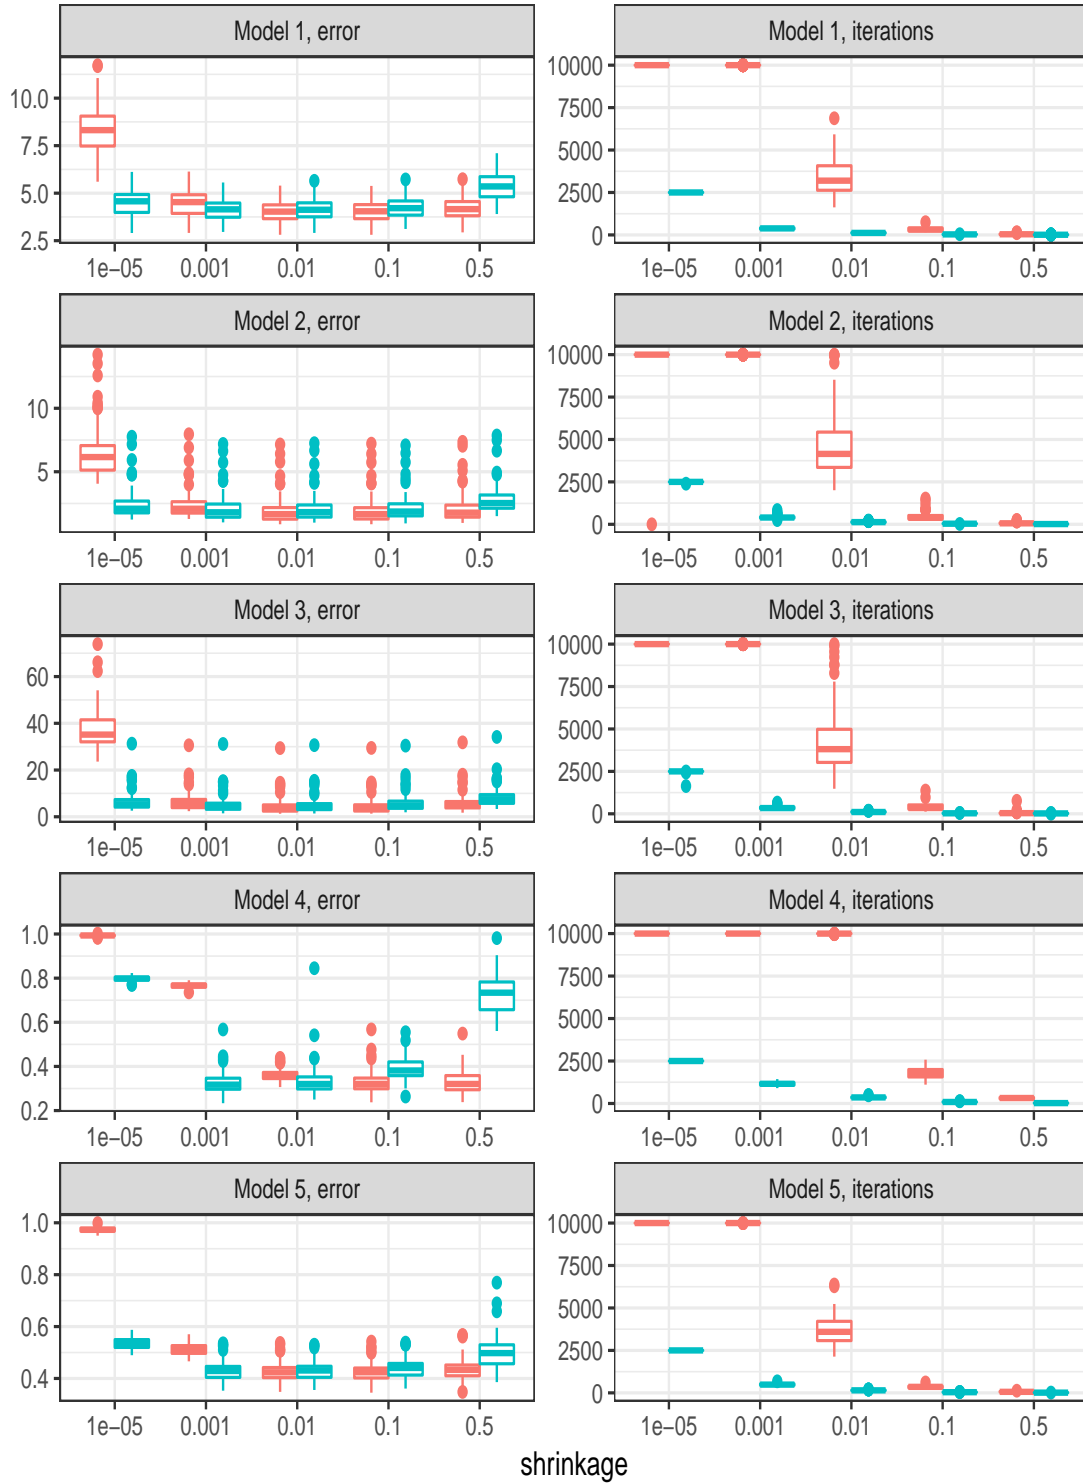 Model 1, error
10.0
7.5
5.0
2.5
1e−05 0.001 0.01 0.1 0.5
Model 1, iterations
10000
7500
5000
2500
0
1e−05 0.001 0.01 0.1 0.5
Model 2, error
10
5
1e−05 0.001 0.01 0.1 0.5
Model 2, iterations
10000
7500
5000
2500
0
1e−05 0.001 0.01 0.1 0.5
Model 3, error
60
40
20
0
1e−05 0.001 0.01 0.1 0.5
Model 3, iterations
10000
7500
5000
2500
0
1e−05 0.001 0.01 0.1 0.5
Model 4, error
1.0
0.8
0.6
0.4
0.2
1e−05 0.001 0.01 0.1 0.5
Model 4, iterations
10000
7500
5000
2500
0
1e−05 0.001 0.01 0.1 0.5
Model 5, error
1.0
0.8
0.6
0.4
1e−05 0.001 0.01 0.1 0.5
Model 5, iterations
10000
7500
5000
2500
0
1e−05 0.001 0.01 0.1 0.5
shrinkage